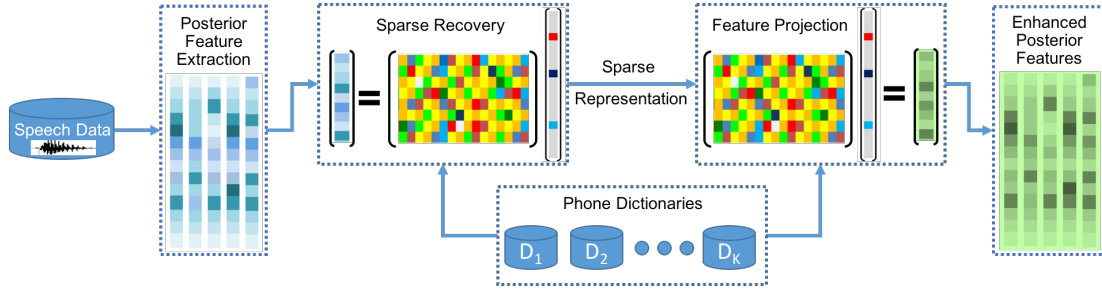 Speech Data
Posterior
Feature
Extraction
Sparse Recovery
=
Sparse
Representation
Feature Projection
=
Enhanced
Posterior
Features
Phone Dictionaries
D1 D2 DK